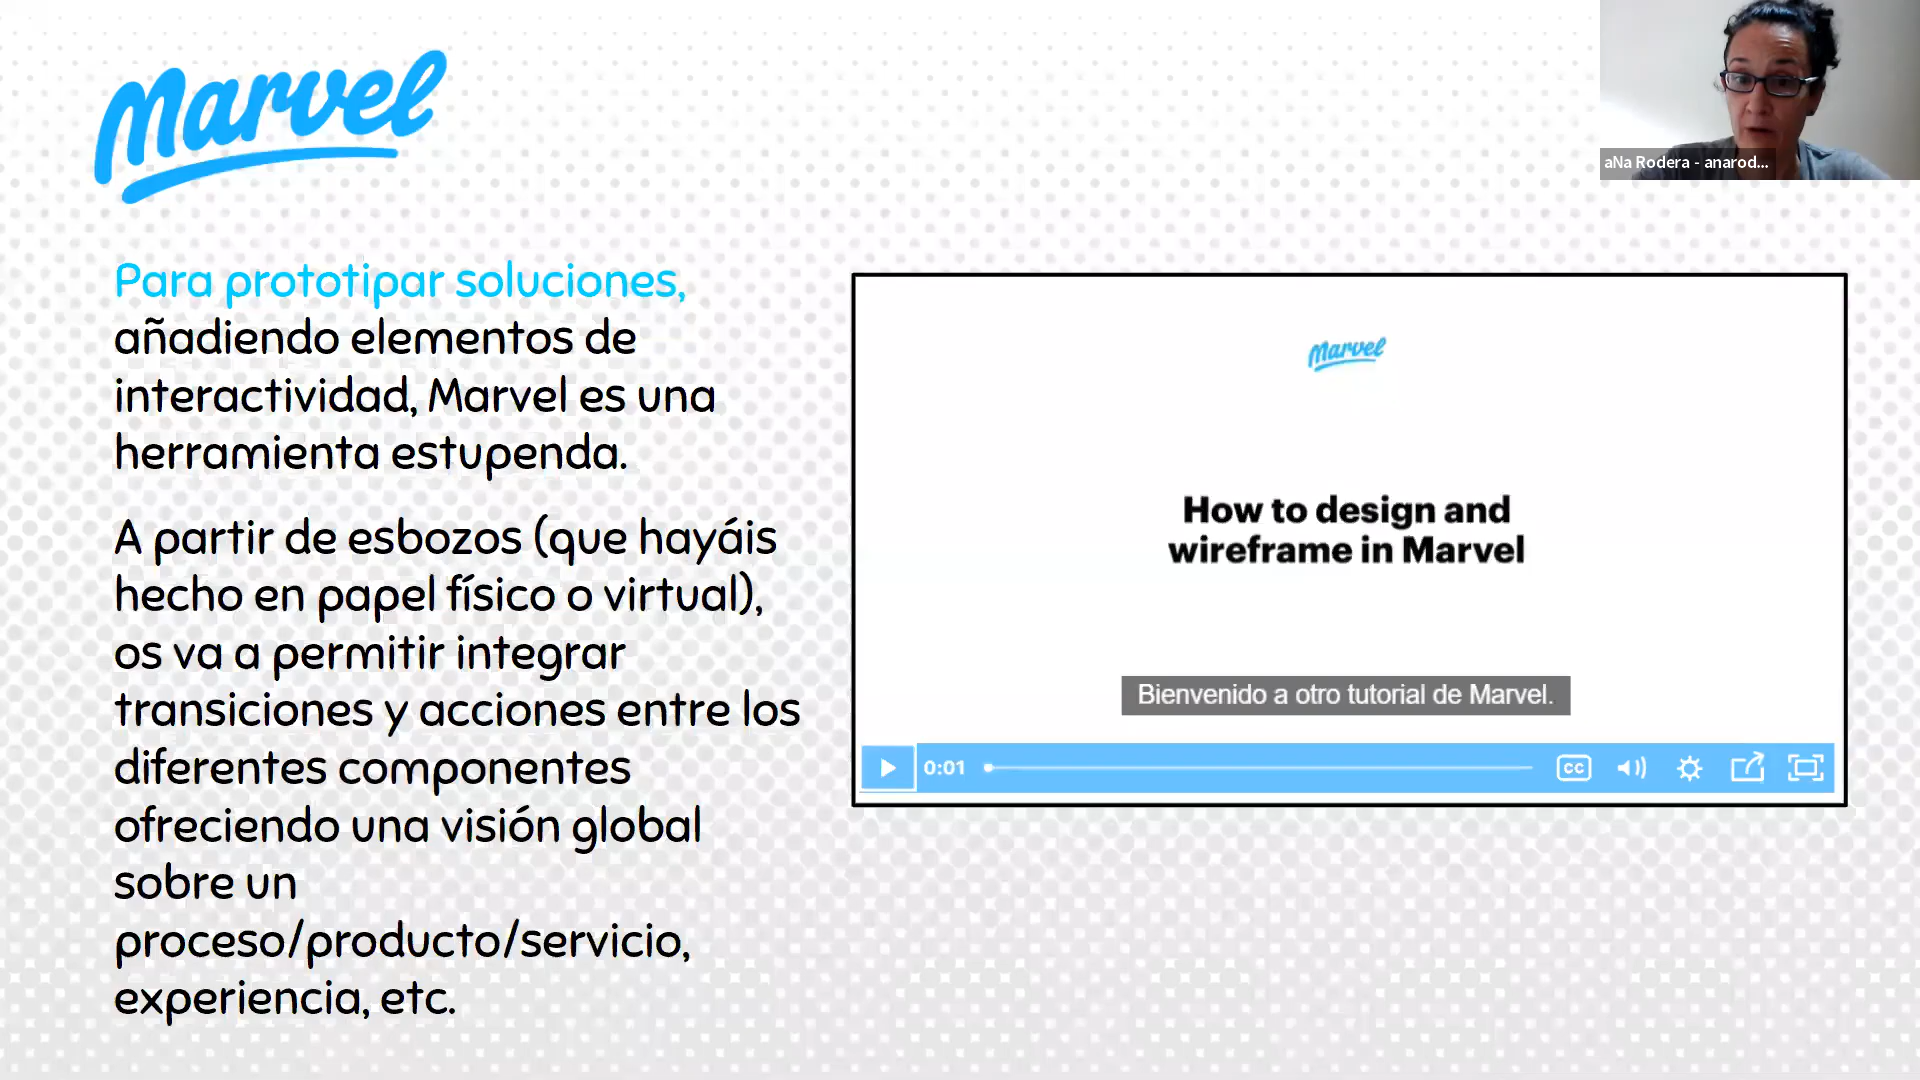 Marvel
aNa Rodera - anarod...
Para prototipar soluciones,
añadiendo elementos de
interactividad, Marvel es una
herramienta estupenda.
A partir de esbozos (que hayáis
hecho en papel físico o virtual),
os va a permitir integrar
transiciones y acciones entre los
diferentes componentes
ofreciendo una visión global
sobre un
proceso/producto/servicio,
experiencia, etc.
Marvel
How to design and
wireframe in Marvel
Bienvenido a otro tutorial de Marvel.
0:01
CC